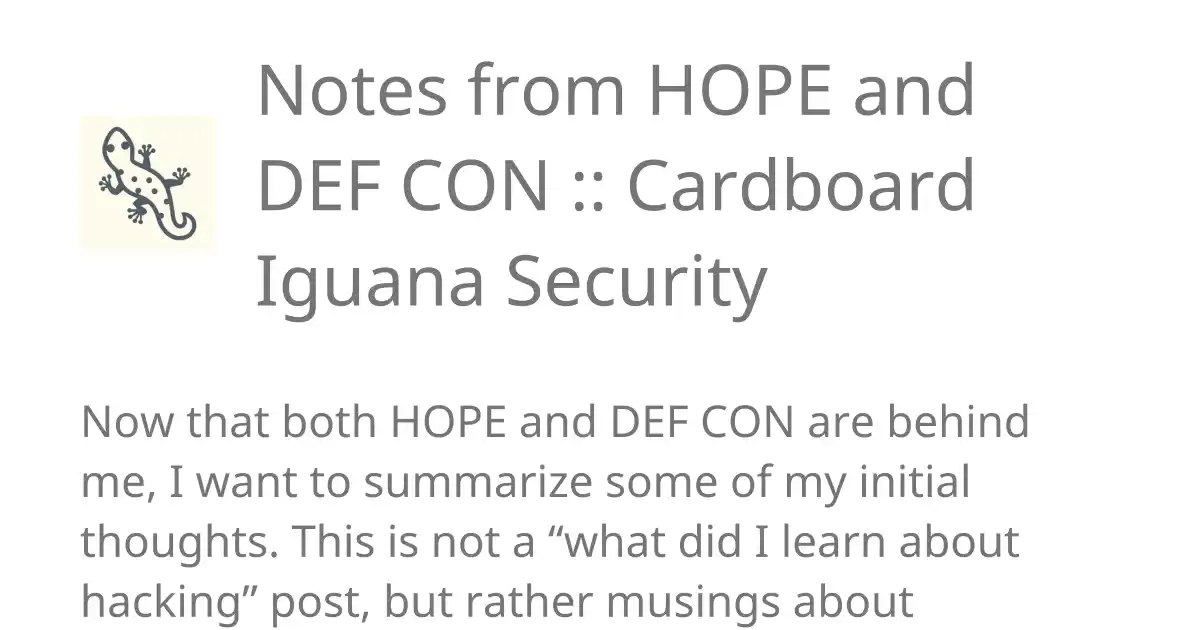 Notes from HOPE and
DEF CON :: Cardboard
Iguana Security
Now that both HOPE and DEF CON are behind
me, I want to summarize some of my initial
thoughts. This is not a “what did I learn about
hacking” post, but rather musings about